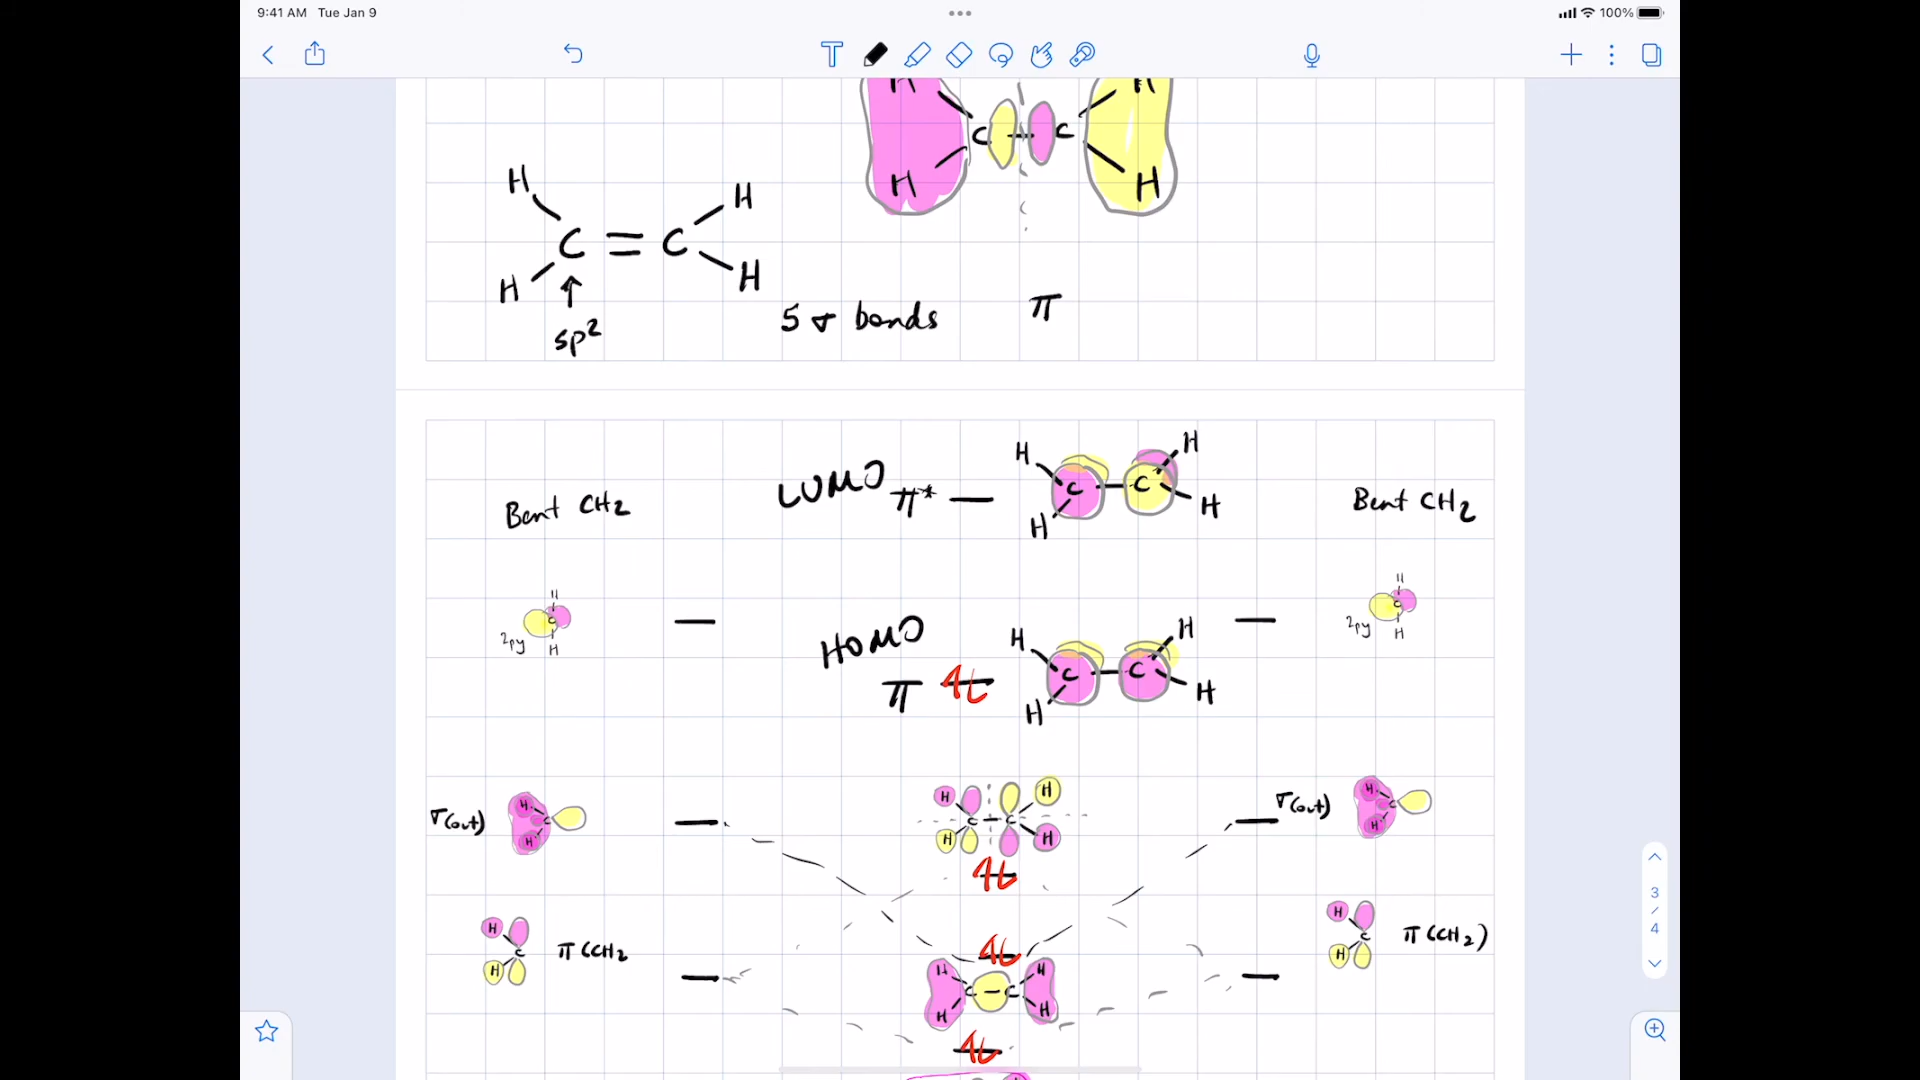 9:41 AM Tue Jan 9
100%
H H
C C
H H
H H
C = C
H H
↑
sp²
5 σ bonds π
LUMO π* H C C H H H
Bent CH2
Bent CH2
2py C H
HOMO
π H C C H H H
2py C H
σ(out) H C H
H C C H H H
σ(out) H C H
H C H π(CH2
H C C H H H
H C H π(CH2)
3
/
4